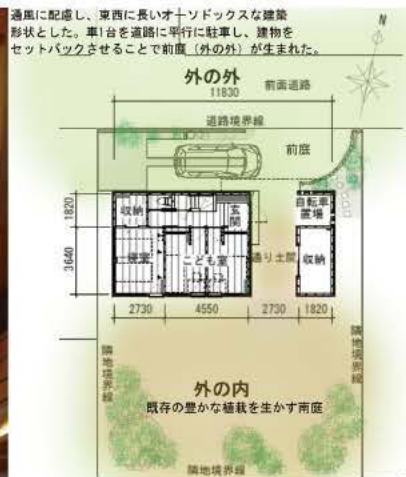 通風に配慮し、東西に長いオーソドックスな建築
形状とした。車1台を道路に平行に駐車し、建物を
セットバックさせることで前庭（外の外）が生まれた。
N
外の外
前面道路
11830
道路境界線
前庭
1820
3640
収納
玄関
自転車
置場
寝室
こども室
通り土間
収納
2730
4550
2730
1820
隣地境界線
隣地境界線
外の内
既存の豊かな植栽を生かす南庭
隣地境界線